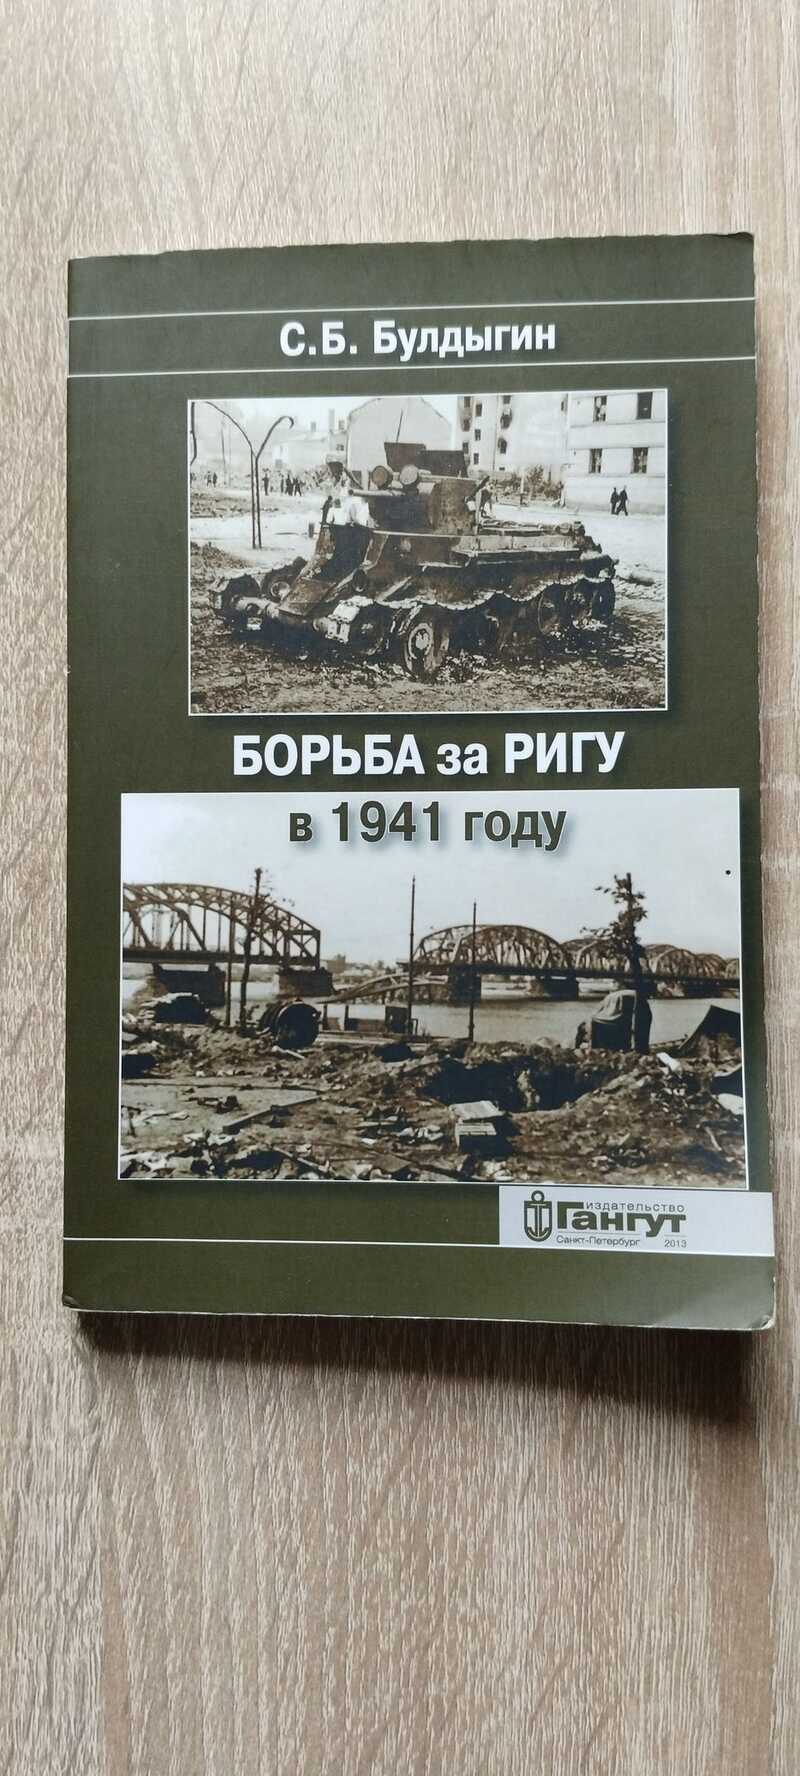 С.Б. Булдыгин
БОРЬБА за РИГУ
в 1941 году
издательство
Гангут
Санкт-Петербург 2013